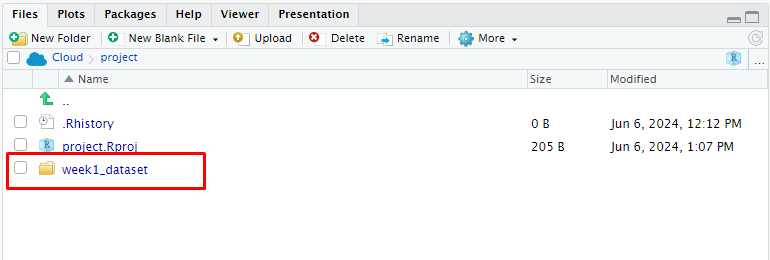 Files Plots Packages Help Viewer Presentation
New Folder New Blank File Upload Delete Rename More
Cloud project R ...
Name Size Modified
..
.Rhistory 0 B Jun 6, 2024, 12:12 PM
R project.Rproj 205 B Jun 6, 2024, 1:07 PM
week1_dataset